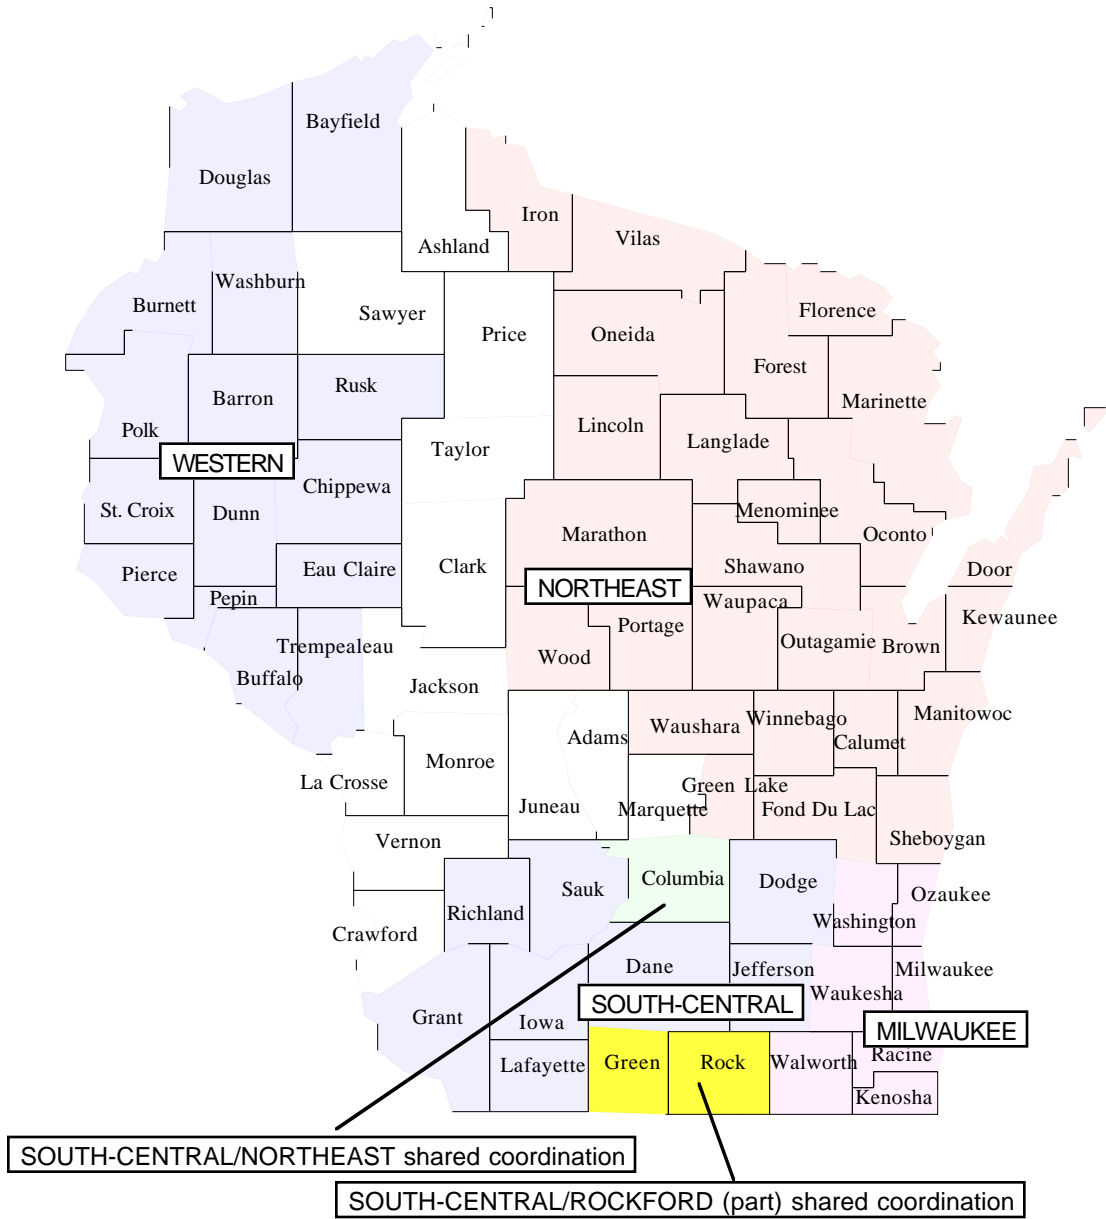 Bayfield
Douglas
Iron
Vilas
Ashland
Washburn
Burnett
Sawyer
Florence
Price
Oneida
Forest
Rusk
Barron
Marinette
Lincoln
Polk
Langlade
Taylor
WESTERN
Chippewa
St. Croix
Dunn
Menominee
Marathon
Oconto
Clark
Shawano
Eau Claire
Pierce
Door
NORTHEAST
Pepin
Waupaca
Kewaunee
Portage
Trempealeau
Outagamie
Brown
Wood
Buffalo
Jackson
Manitowoc
Waushara
Winnebago
Adams
Calumet
Monroe
La Crosse
Green Lake
Juneau
Marquette
Fond Du Lac
Sheboygan
Vernon
Columbia
Dodge
Sauk
Ozaukee
Richland
Washington
Crawford
Dane
Jefferson
Milwaukee
Waukesha
SOUTH-CENTRAL
Grant
Iowa
MILWAUKEE
Racine
Green
Rock
Walworth
Lafayette
Kenosha
SOUTH-CENTRAL/NORTHEAST shared coordination
SOUTH-CENTRAL/ROCKFORD (part) shared coordination